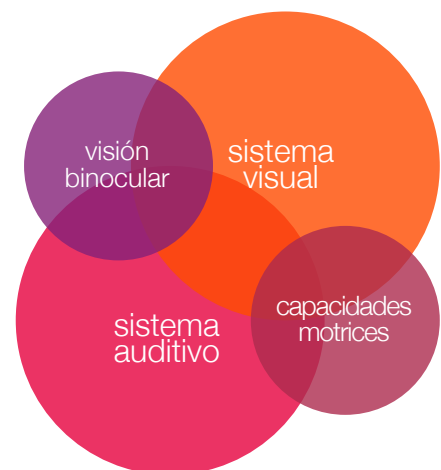 visión
binocular
sistema
visual
capacidades
motrices
sistema
auditivo